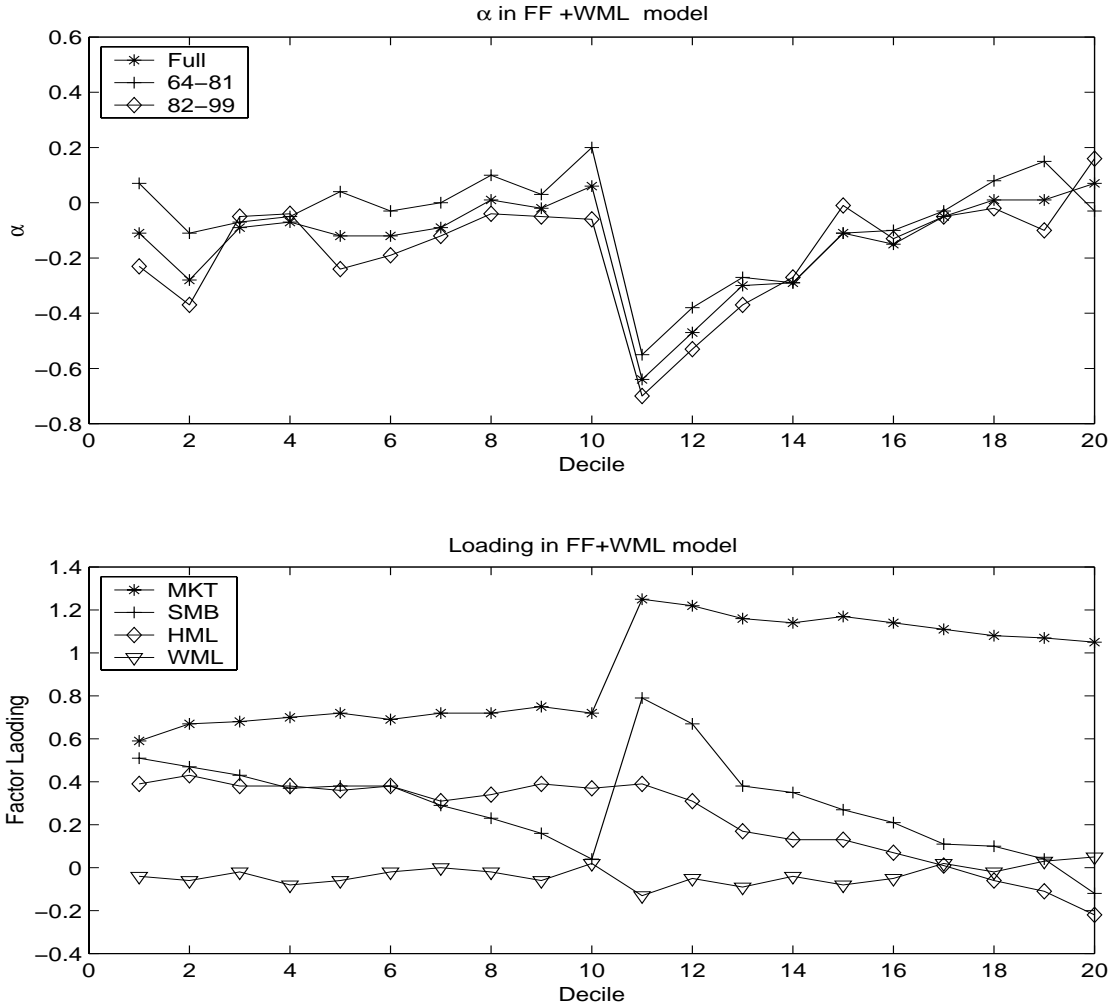 α in FF +WML model
0.6
0.4
0.2
0
−0.2
−0.4
−0.6
−0.8
α
Full
64−81
82−99
0 2 4 6 8 10 12 14 16 18 20
Decile
Loading in FF+WML model
1.4
1.2
1
0.8
0.6
0.4
0.2
0
−0.2
−0.4
Factor Laoding
MKT
SMB
HML
WML
0 2 4 6 8 10 12 14 16 18 20
Decile